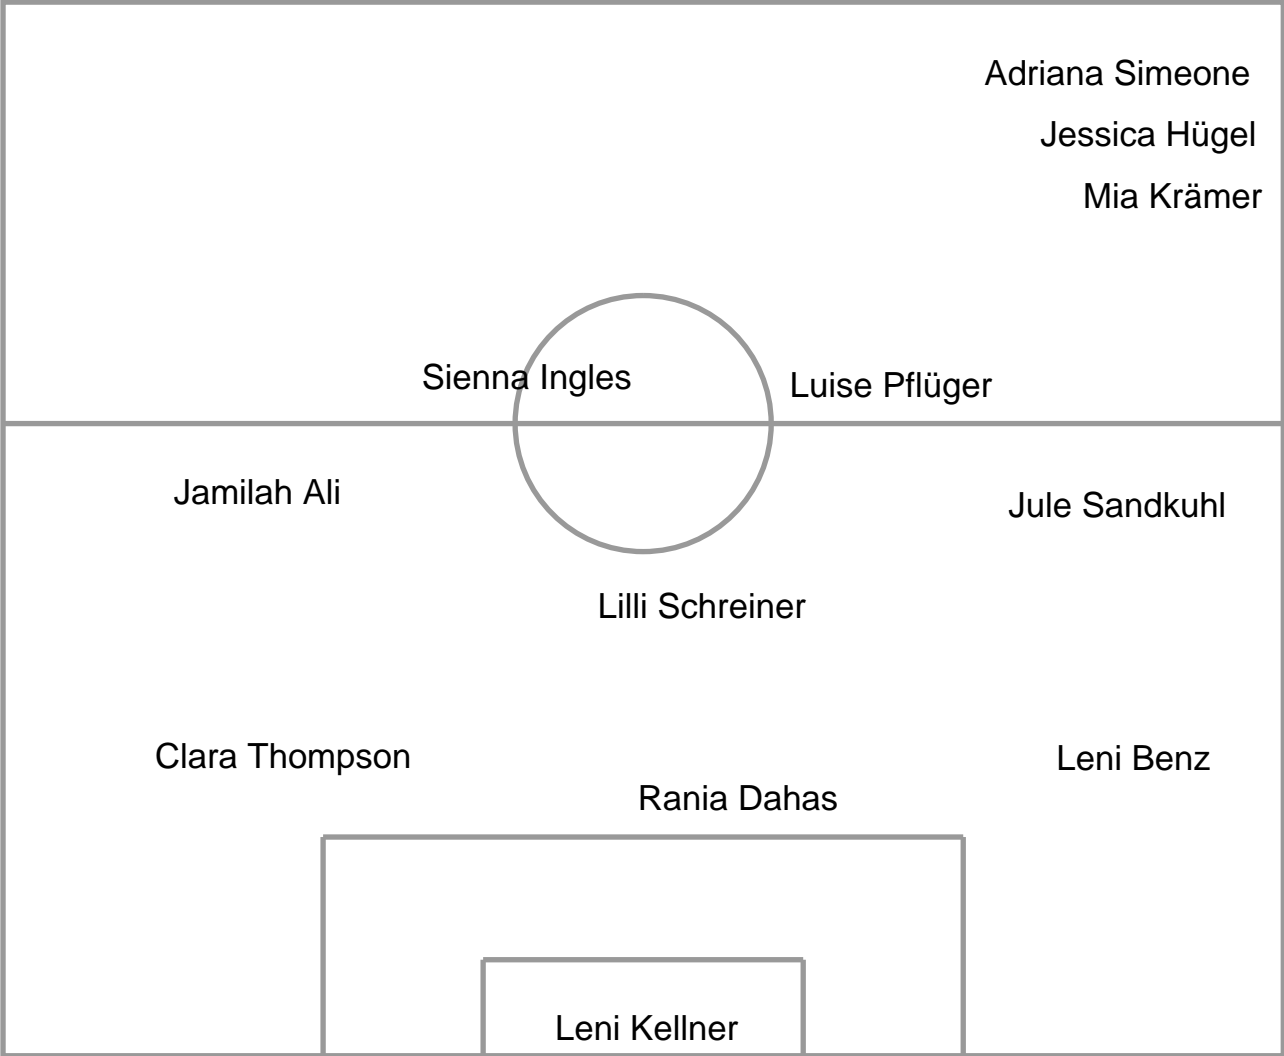 Adriana Simeone
Jessica Hügel
Mia Krämer
Sienna Ingles
Luise Pflüger
Jamilah Ali
Jule Sandkuhl
Lilli Schreiner
Clara Thompson
Leni Benz
Rania Dahas
Leni Kellner